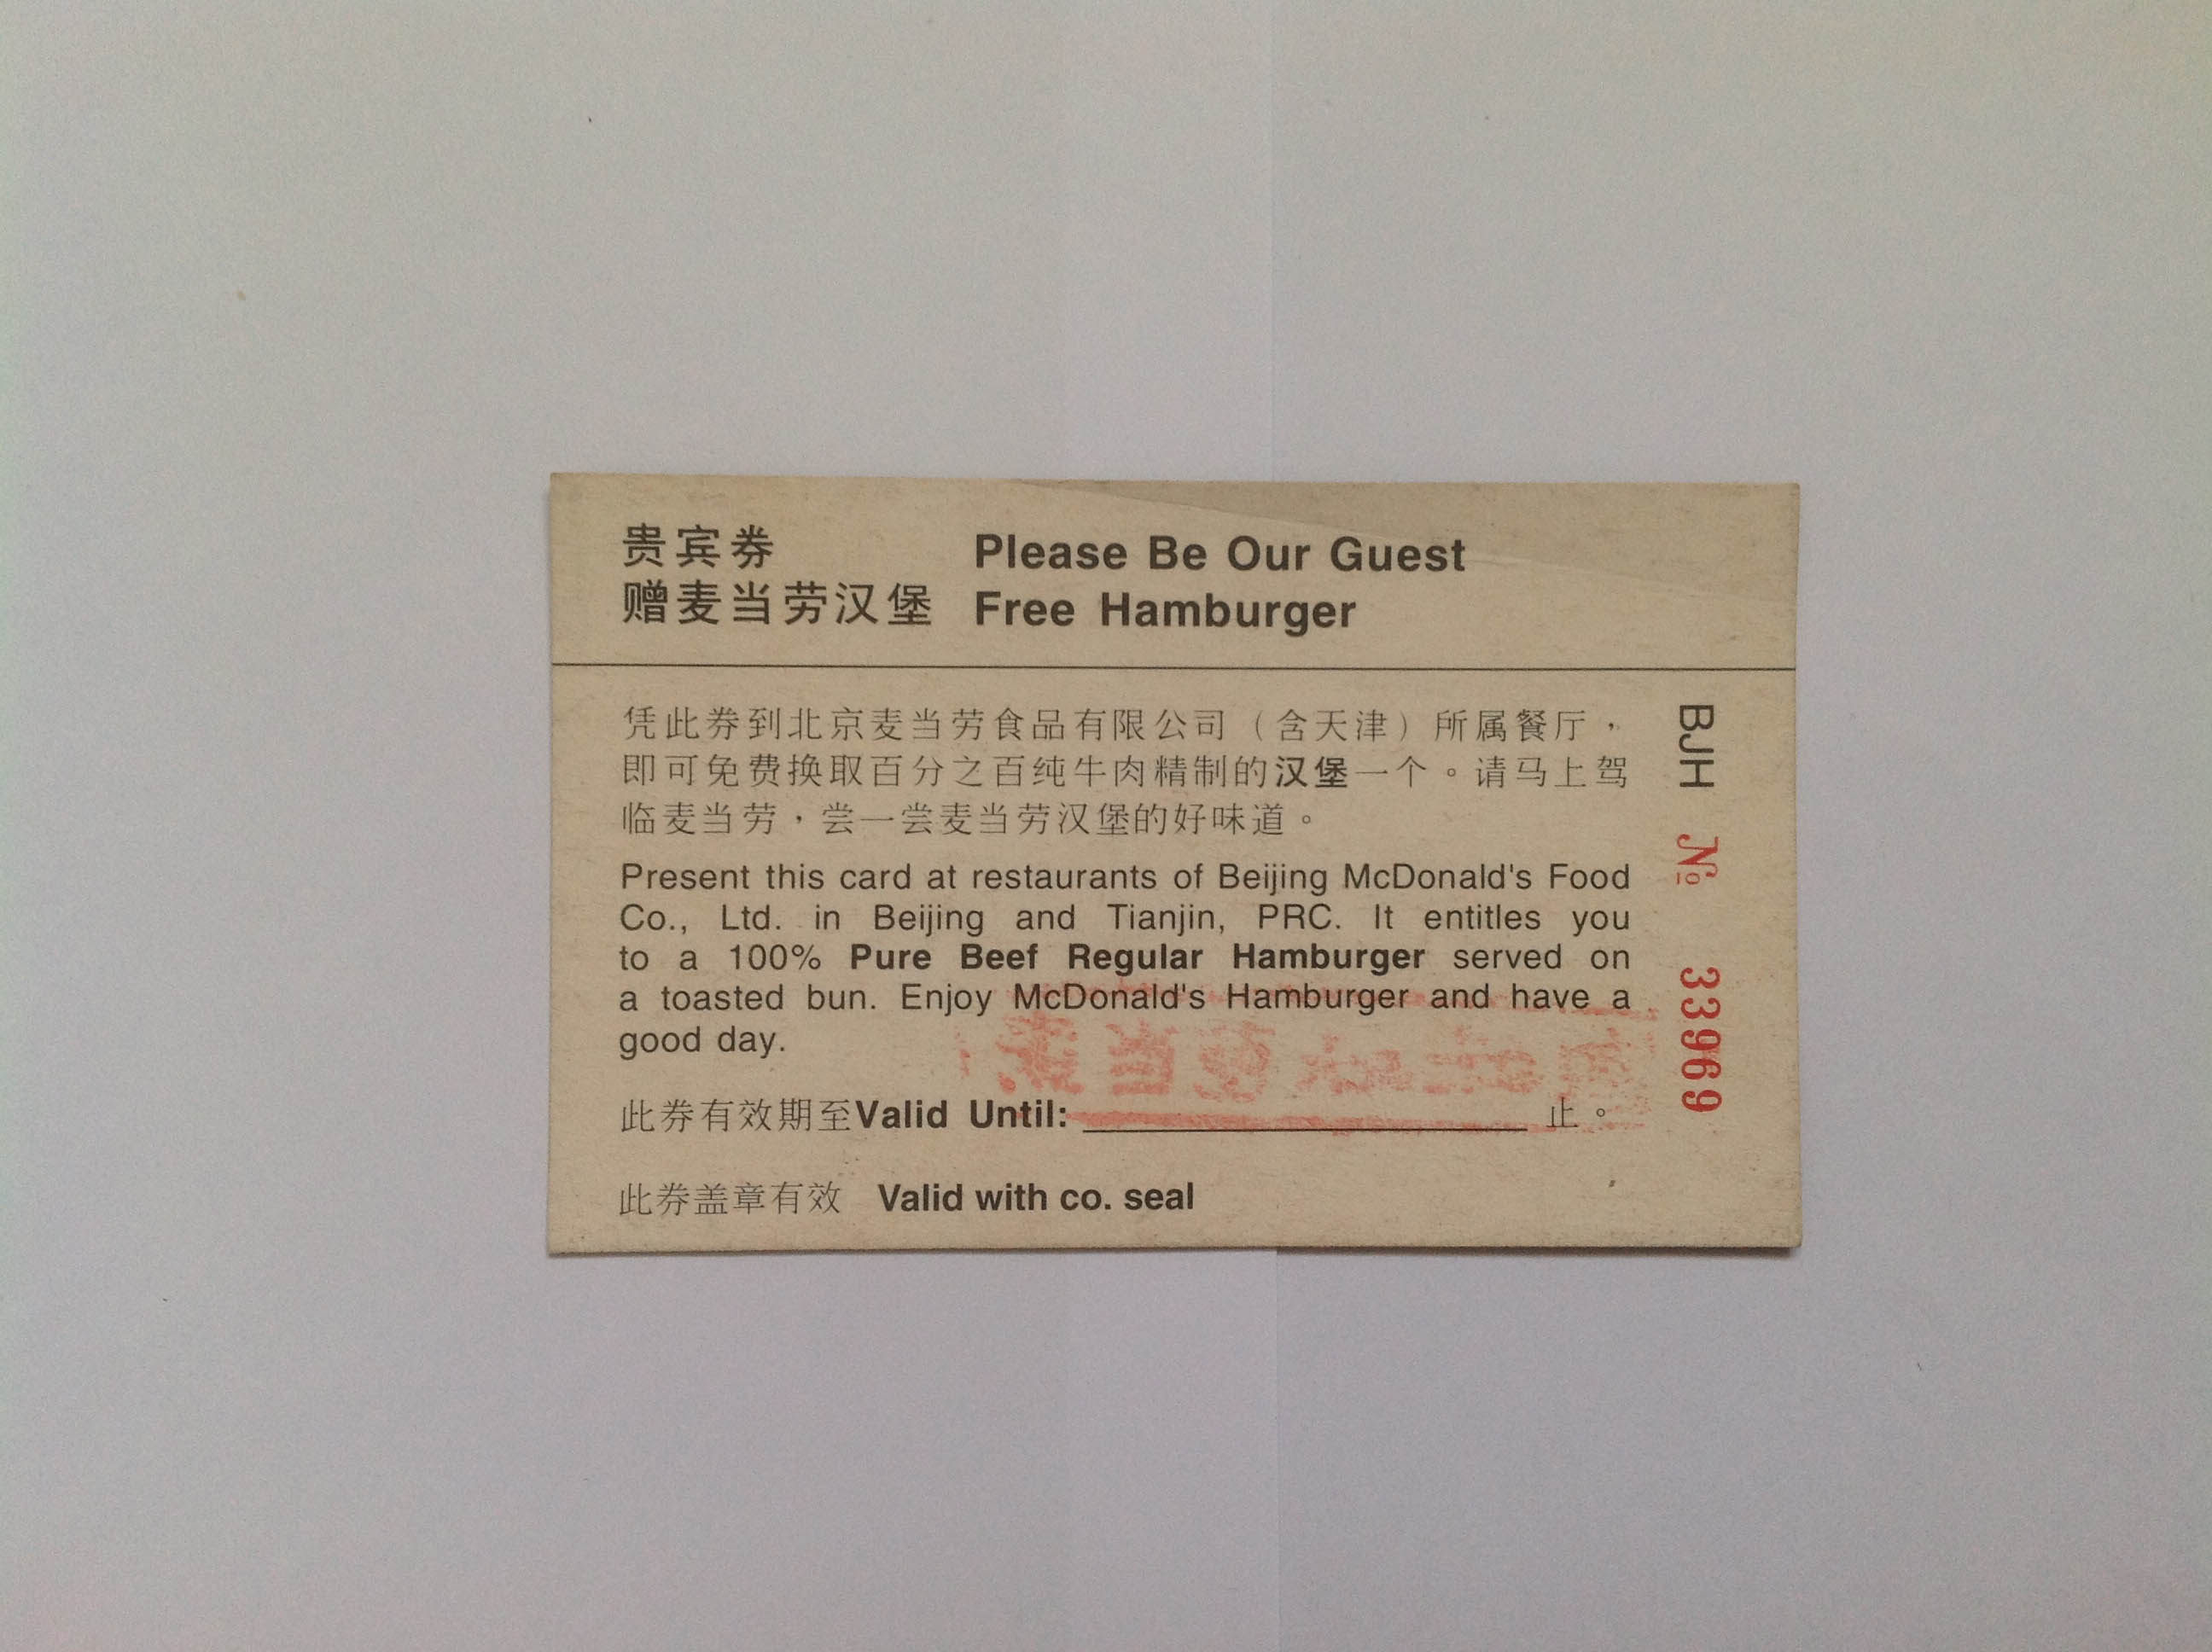 贵宾券 Please Be Our Guest
赠麦当劳汉堡 Free Hamburger
凭此券到北京麦当劳食品有限公司（含天津）所属餐厅，
即可免费换取百分之百纯牛肉精制的汉堡一个。请马上驾
临麦当劳，尝一尝麦当劳汉堡的好味道。
Present this card at restaurants of Beijing McDonald's Food
Co., Ltd. in Beijing and Tianjin, PRC. It entitles you
to a 100% Pure Beef Regular Hamburger served on
a toasted bun. Enjoy McDonald's Hamburger and have a
good day.
此券有效期至Valid Until: 止。
此券盖章有效 Valid with co. seal
BJH № 33969